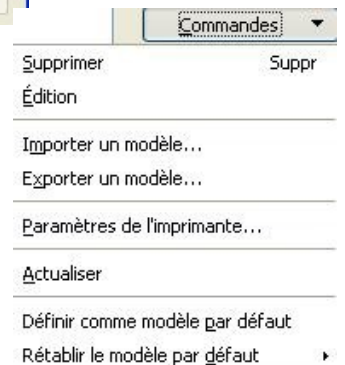 Commandes
Supprimer Suppr
Édition
Importer un modèle...
Exporter un modèle...
Paramètres de l'imprimante...
Actualiser
Définir comme modèle par défaut
Rétablir le modèle par défaut